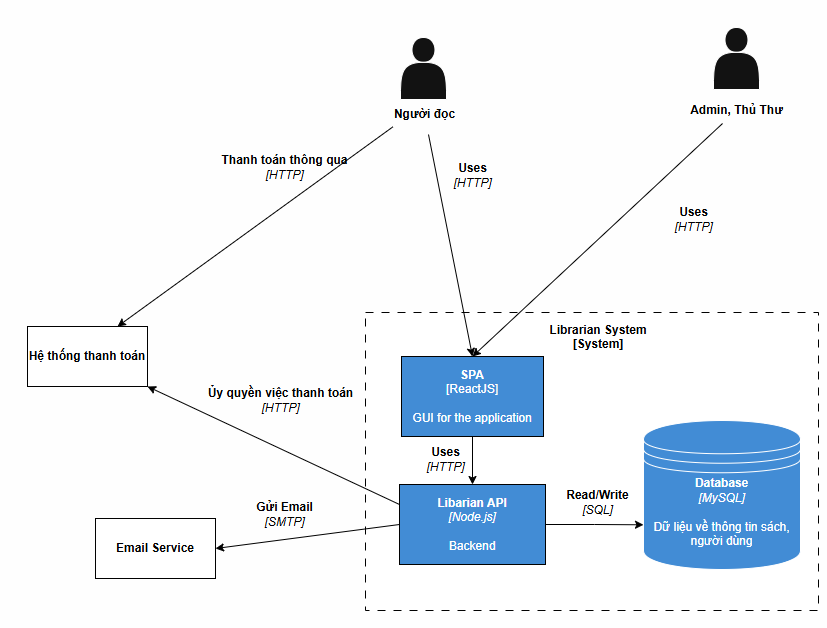 Người đọc
Admin, Thủ Thư
Thanh toán thông qua
[HTTP]
Uses
[HTTP]
Uses
[HTTP]
Librarian System
[System]
Hệ thống thanh toán
SPA
[ReactJS]
GUI for the application
Ủy quyền việc thanh toán
[HTTP]
Uses
[HTTP]
Libarian API
[Node.js]
Backend
Read/Write
[SQL]
Database
[MySQL]
Dữ liệu về thông tin sách,
người dùng
Gửi Email
[SMTP]
Email Service